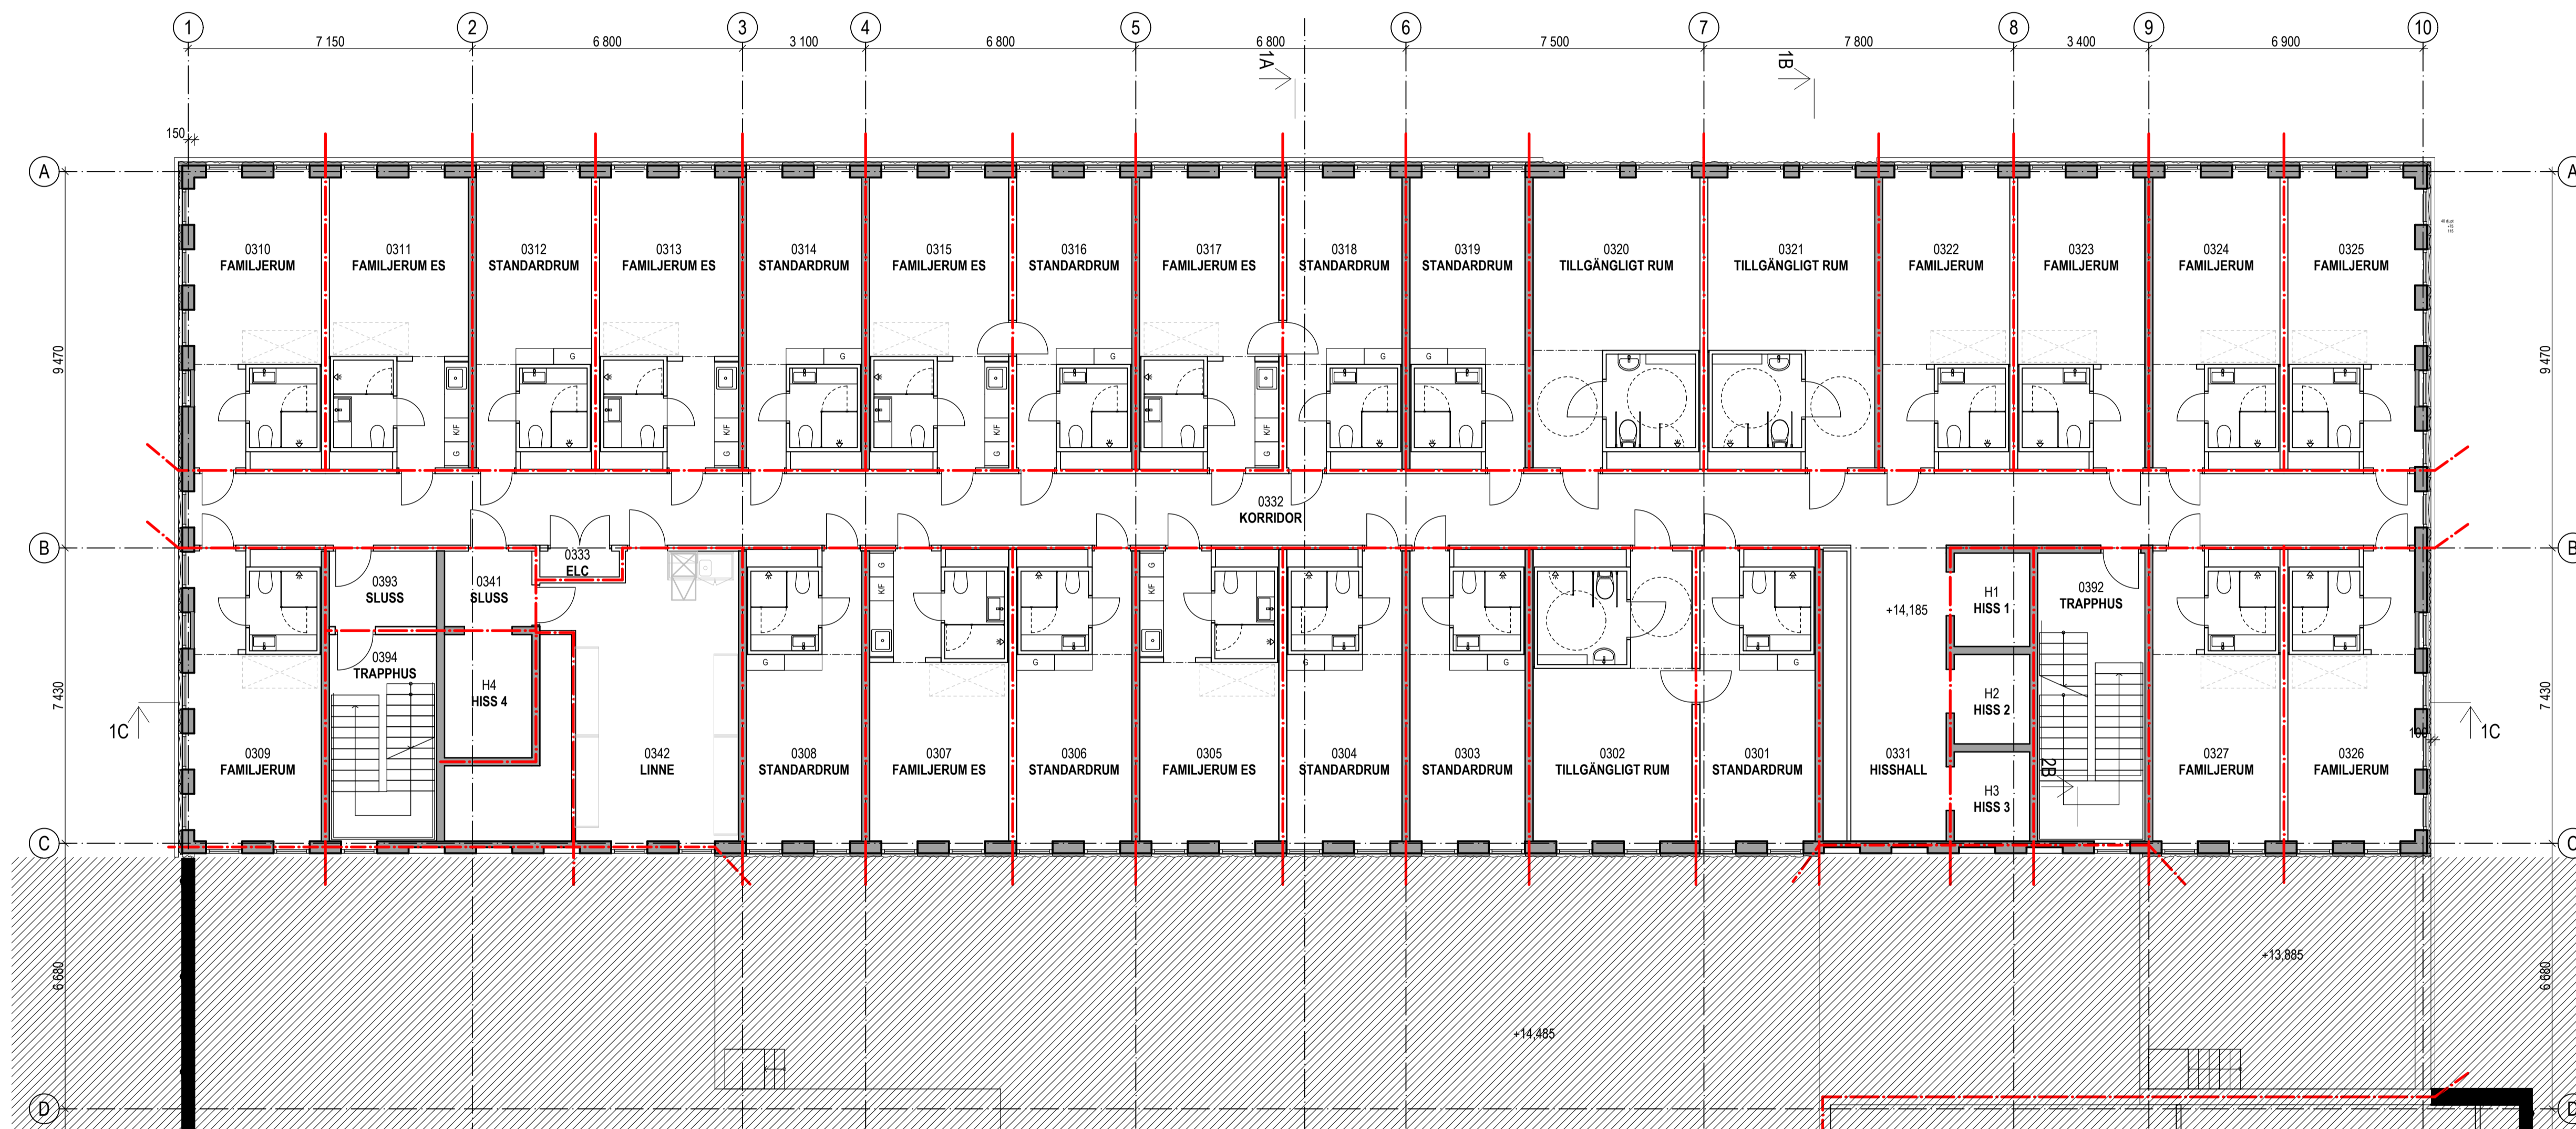 1 2 3 4 5 6 7 8 9 10
7 150 6 800 3 100 6 800 6 800 7 500 7 800 3 400 6 900
1A 1B
150
A A
0310 0311 0312 0313 0314 0315 0316 0317 0318 0319 0320 0321 0322 0323 0324 0325
FAMILJERUM FAMILJERUM ES STANDARDRUM FAMILJERUM ES STANDARDRUM FAMILJERUM ES STANDARDRUM FAMILJERUM ES STANDARDRUM STANDARDRUM TILLGÄNGLIGT RUM TILLGÄNGLIGT RUM FAMILJERUM FAMILJERUM FAMILJERUM FAMILJERUM
9 470 9 470
G G G G G
K/F K/F K/F K/F
G G G G
0332
KORRIDOR
B B
0333
ELC
0393 0341
SLUSS SLUSS
G G
K/F K/F
+14,185
H1
HISS 1
0392
TRAPPHUS
0394
TRAPPHUS
G G G G G G
H4
HISS 4
H2
HISS 2
7 430 7 430
1C 1C
100
0309 0342 0308 0307 0306 0305 0304 0303 0302 0301 0331 0327 0326
FAMILJERUM LINNE STANDARDRUM FAMILJERUM ES STANDARDRUM FAMILJERUM ES STANDARDRUM STANDARDRUM TILLGÄNGLIGT RUM STANDARDRUM HISSHALL FAMILJERUM FAMILJERUM
2B
H3
HISS 3
C C
+13,885
6 680 6 680
+14,485
D D